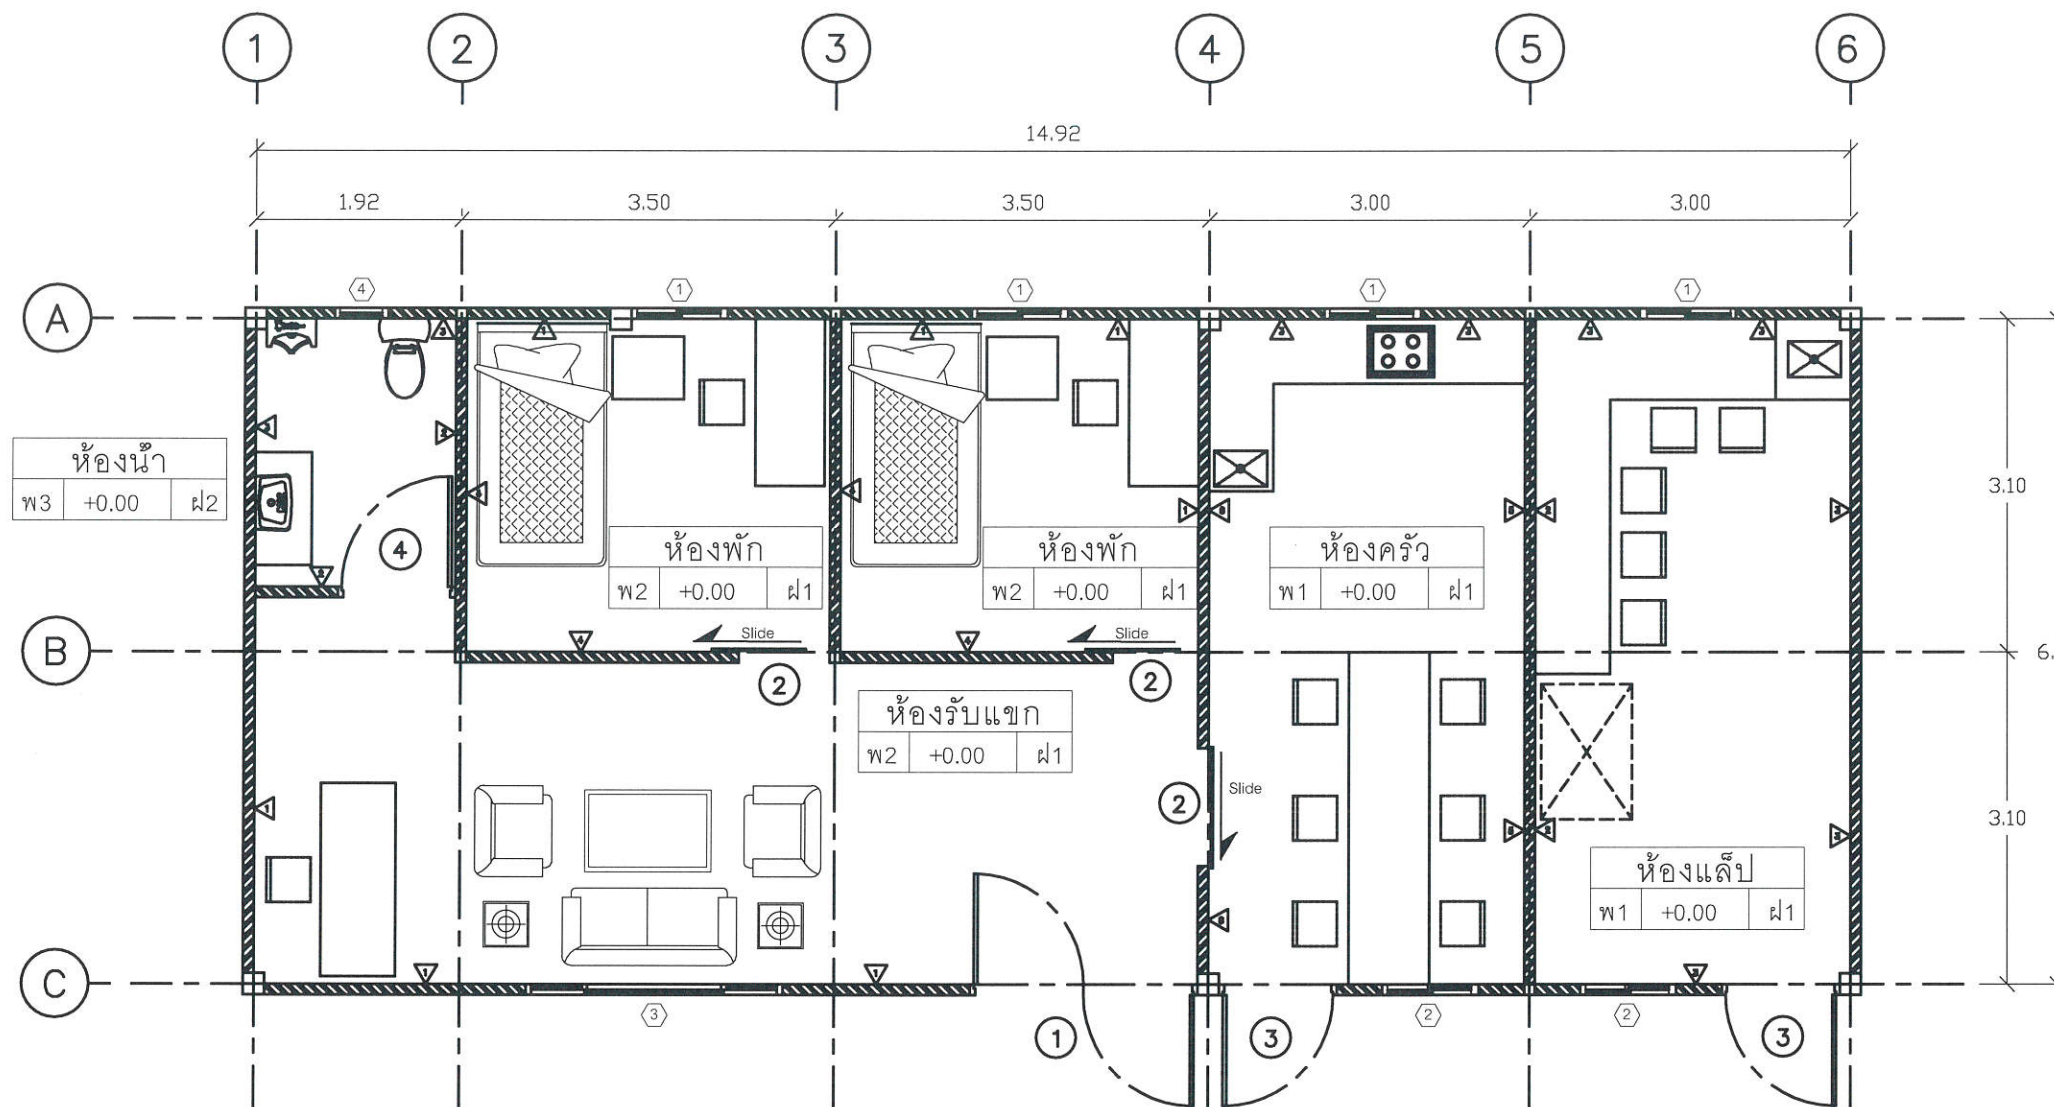 1 2 3 4 5 6
14.92
1.92 3.50 3.50 3.00 3.00
4 1 1 1 1
A
ห้องน้ำ
พ3 +0.00 ฝ2
4
3.10
ห้องพัก
พ2 +0.00 ฝ1
ห้องพัก
พ2 +0.00 ฝ1
ห้องครัว
พ1 +0.00 ฝ1
B
Slide
Slide
2
2
ห้องรับแขก
พ2 +0.00 ฝ1
2
Slide
3.10
ห้องแล็ป
พ1 +0.00 ฝ1
C
3 2 2
1 3 3